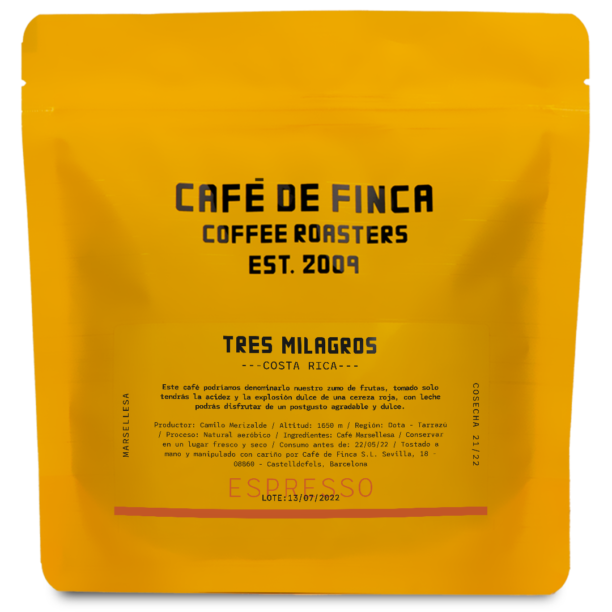 CAFÉ DE FINCA
COFFEE ROASTERS
EST. 2009
TRES MILAGROS
---COSTA RICA---
Este café podríamos denominarlo nuestro zumo de frutas, tomado solo
tendrás la acidez y la explosión dulce de una cereza roja, con leche
podrás disfrutar de un postgusto agradable y dulce.
MARSELLESA
COSECHA 21/22
Productor: Camilo Merizalde / Altitud: 1650 m / Región: Dota - Tarrazú
/ Proceso: Natural aeróbico / Ingredientes: Café Marsellesa / Conservar
en un lugar fresco y seco / Consumo antes de: 22/05/22 / Tostado a
mano y manipulado con cariño por Café de Finca S.L. Sevilla, 18 -
08860 - Castelldefels. Barcelona
ESPRESSO
LOTE:13/07/2022